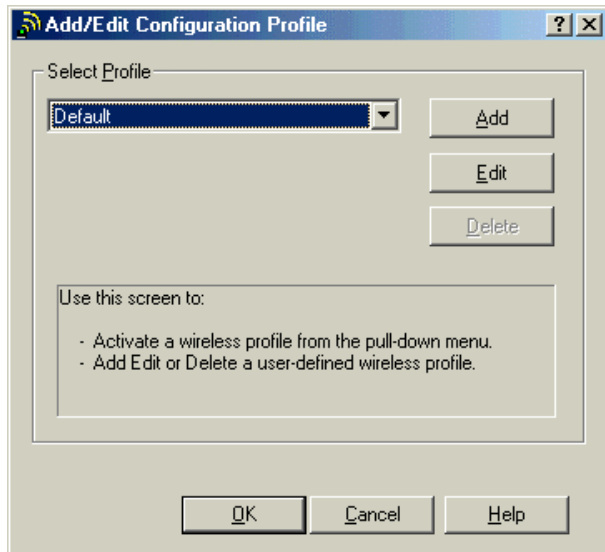 Add/Edit Configuration Profile
Select Profile
Default
Add
Edit
Delete
Use this screen to:
- Activate a wireless profile from the pull-down menu.
- Add Edit or Delete a user-defined wireless profile.
OK
Cancel
Help